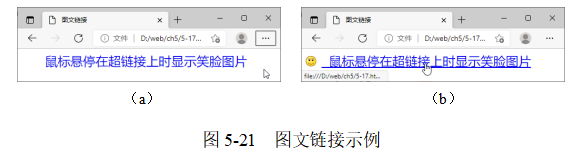 图文链接
文件 D:/web/ch5/5-17....
鼠标悬停在超链接上时显示笑脸图片
(a)
图文链接
文件 D:/web/ch5/5-17....
鼠标悬停在超链接上时显示笑脸图片
file:///D:/web/ch5/5-17.ht...
(b)
图 5-21 图文链接示例